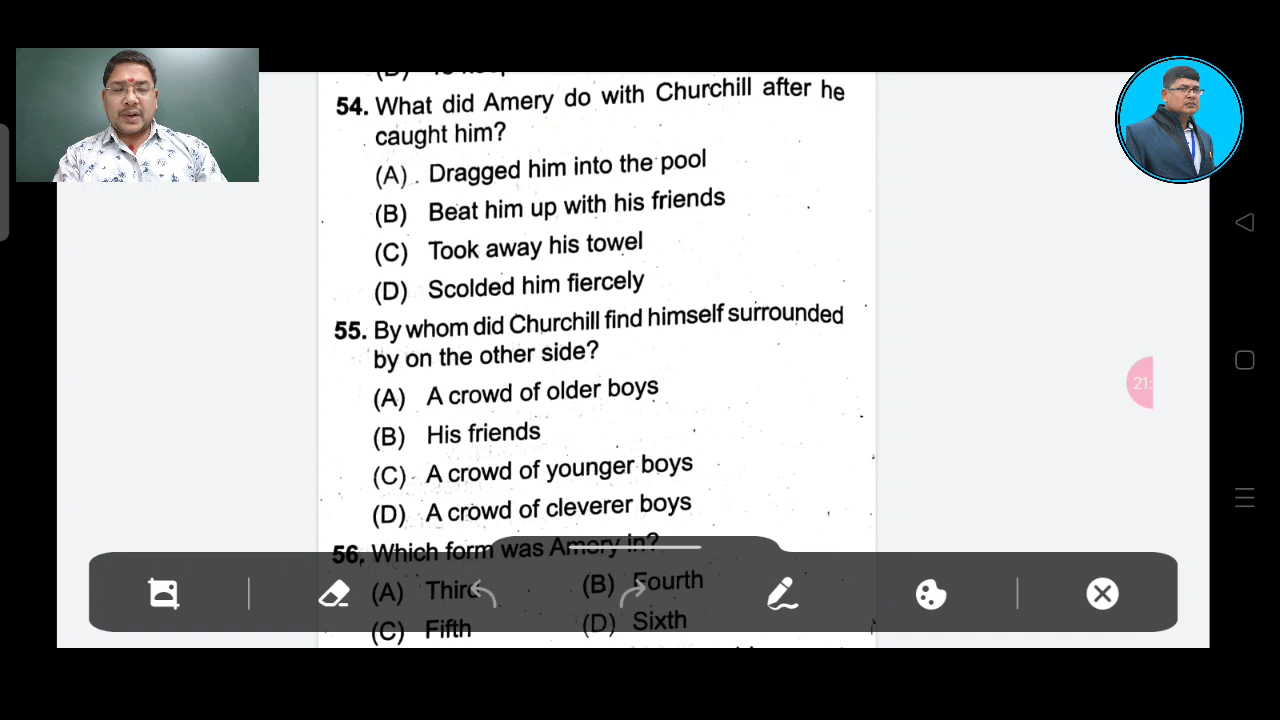 54. What did Amery do with Churchill after he
caught him?
(A) Dragged him into the pool
(B) Beat him up with his friends
(C) Took away his towel
(D) Scolded him fiercely
55. By whom did Churchill find himself surrounded
by on the other side?
(A) A crowd of older boys
(B) His friends
(C) A crowd of younger boys
(D) A crowd of cleverer boys
56. Which form was Amery in?
(A) Third (B) Fourth
(C) Fifth (D) Sixth
21: